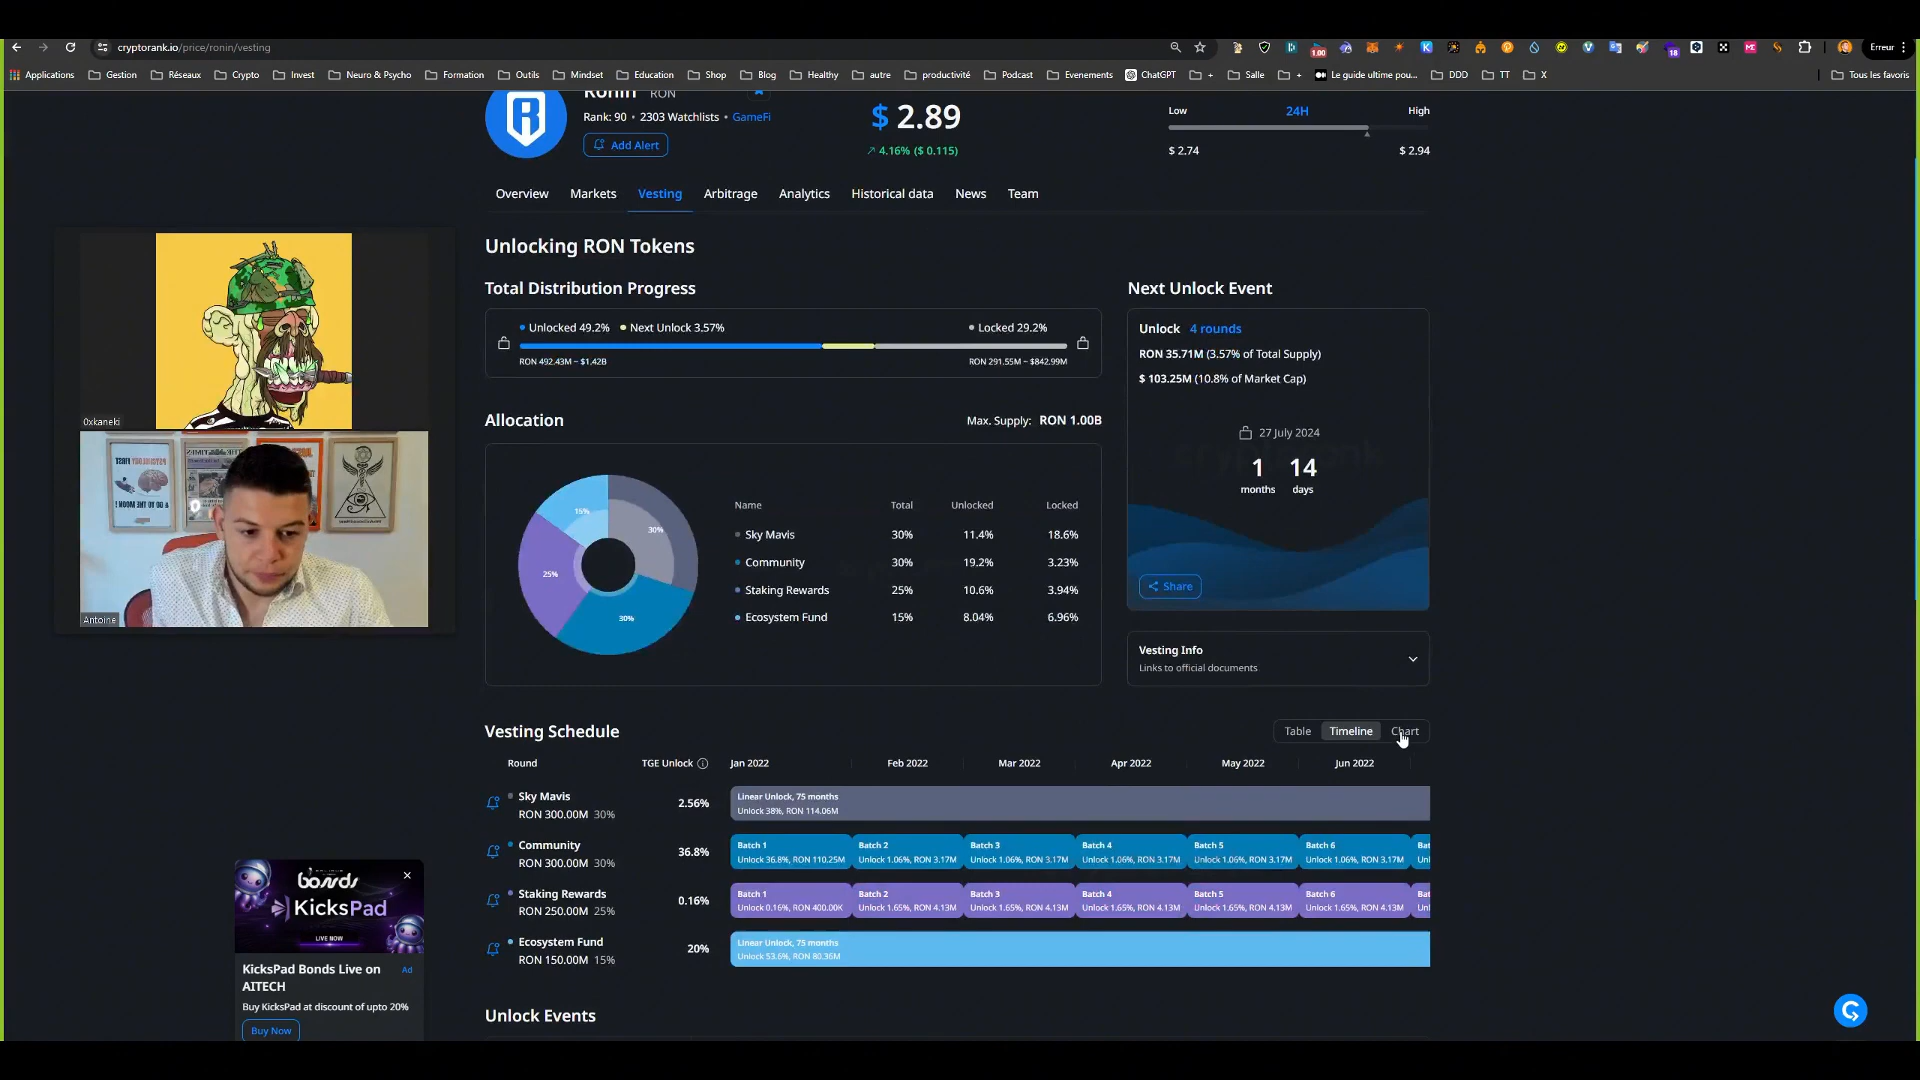 cryptorank.io/price/ronin/vesting
1.00
18
Erreur
Applications
Gestion
Réseaux
Crypto
Invest
Neuro & Psycho
Formation
Outils
Mindset
Education
Shop
Blog
Healthy
autre
productivité
Podcast
Evenements
ChatGPT
+
Salle
+
Le guide ultime pou...
DDD
TT
X
Tous les favoris
Ronin RON
Rank: 90 • 2303 Watchlists • GameFi
Add Alert
$ 2.89
4.16% ($ 0.115)
Low 24H High
$ 2.74 $ 2.94
Overview Markets Vesting Arbitrage Analytics Historical data News Team
Unlocking RON Tokens
Total Distribution Progress
Unlocked 49.2% Next Unlock 3.57% Locked 29.2%
RON 492.43M ~ $1,42B RON 291.55M ~ $842,99M
Next Unlock Event
Unlock 4 rounds
RON 35.71M (3.57% of Total Supply)
$ 103.25M (10.8% of Market Cap)
27 July 2024
1 14
months days
Share
Vesting Info
Links to official documents
Allocation Max. Supply: RON 1.00B
15%
30%
25%
30%
Name Total Unlocked Locked
Sky Mavis 30% 11.4% 18.6%
Community 30% 19.2% 3.23%
Staking Rewards 25% 10.6% 3.94%
Ecosystem Fund 15% 8.04% 6.96%
0xkaneki
Antoine
Vesting Schedule Table Timeline Chart
Round TGE Unlock Jan 2022 Feb 2022 Mar 2022 Apr 2022 May 2022 Jun 2022
Sky Mavis
RON 300.00M 30%
2.56%
Linear Unlock, 75 months
Unlock 38%, RON 114.06M
Community
RON 300.00M 30%
36.8%
Batch 1 Batch 2 Batch 3 Batch 4 Batch 5 Batch 6 Bat
Unlock 36.8%, RON 110.25M Unlock 1.06%, RON 3.17M Unlock 1.06%, RON 3.17M Unlock 1.06%, RON 3.17M Unlock 1.06%, RON 3.17M Unlock 1.06%, RON 3.17M Unl
Staking Rewards
RON 250.00M 25%
0.16%
Batch 1 Batch 2 Batch 3 Batch 4 Batch 5 Batch 6 Bat
Unlock 0.16%, RON 400.00K Unlock 1.65%, RON 4.13M Unlock 1.65%, RON 4.13M Unlock 1.65%, RON 4.13M Unlock 1.65%, RON 4.13M Unlock 1.65%, RON 4.13M Unl
Ecosystem Fund
RON 150.00M 15%
20%
Linear Unlock, 75 months
Unlock 53.6%, RON 80.36M
bonds
KicksPad
LIVE NOW
KicksPad Bonds Live on
AITECH
Ad
Buy KicksPad at discount of upto 20%
Buy Now
Unlock Events